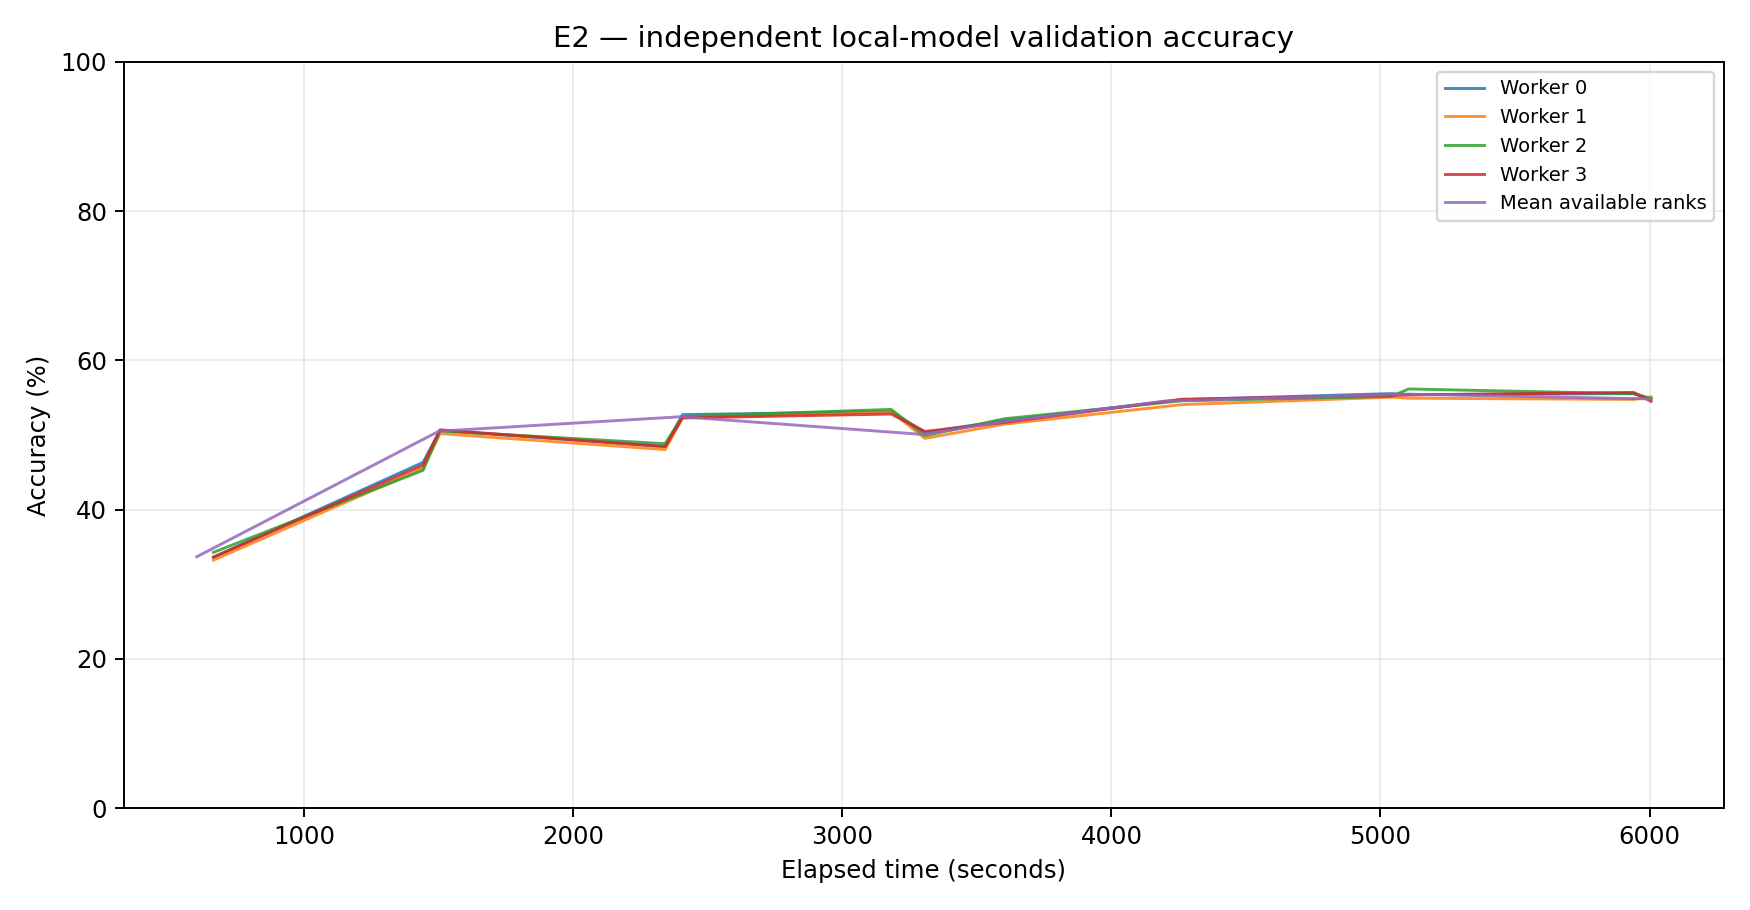 E2 — independent local-model validation accuracy
100
80
60
40
20
0
Accuracy (%)
1000 2000 3000 4000 5000 6000
Elapsed time (seconds)
Worker 0
Worker 1
Worker 2
Worker 3
Mean available ranks